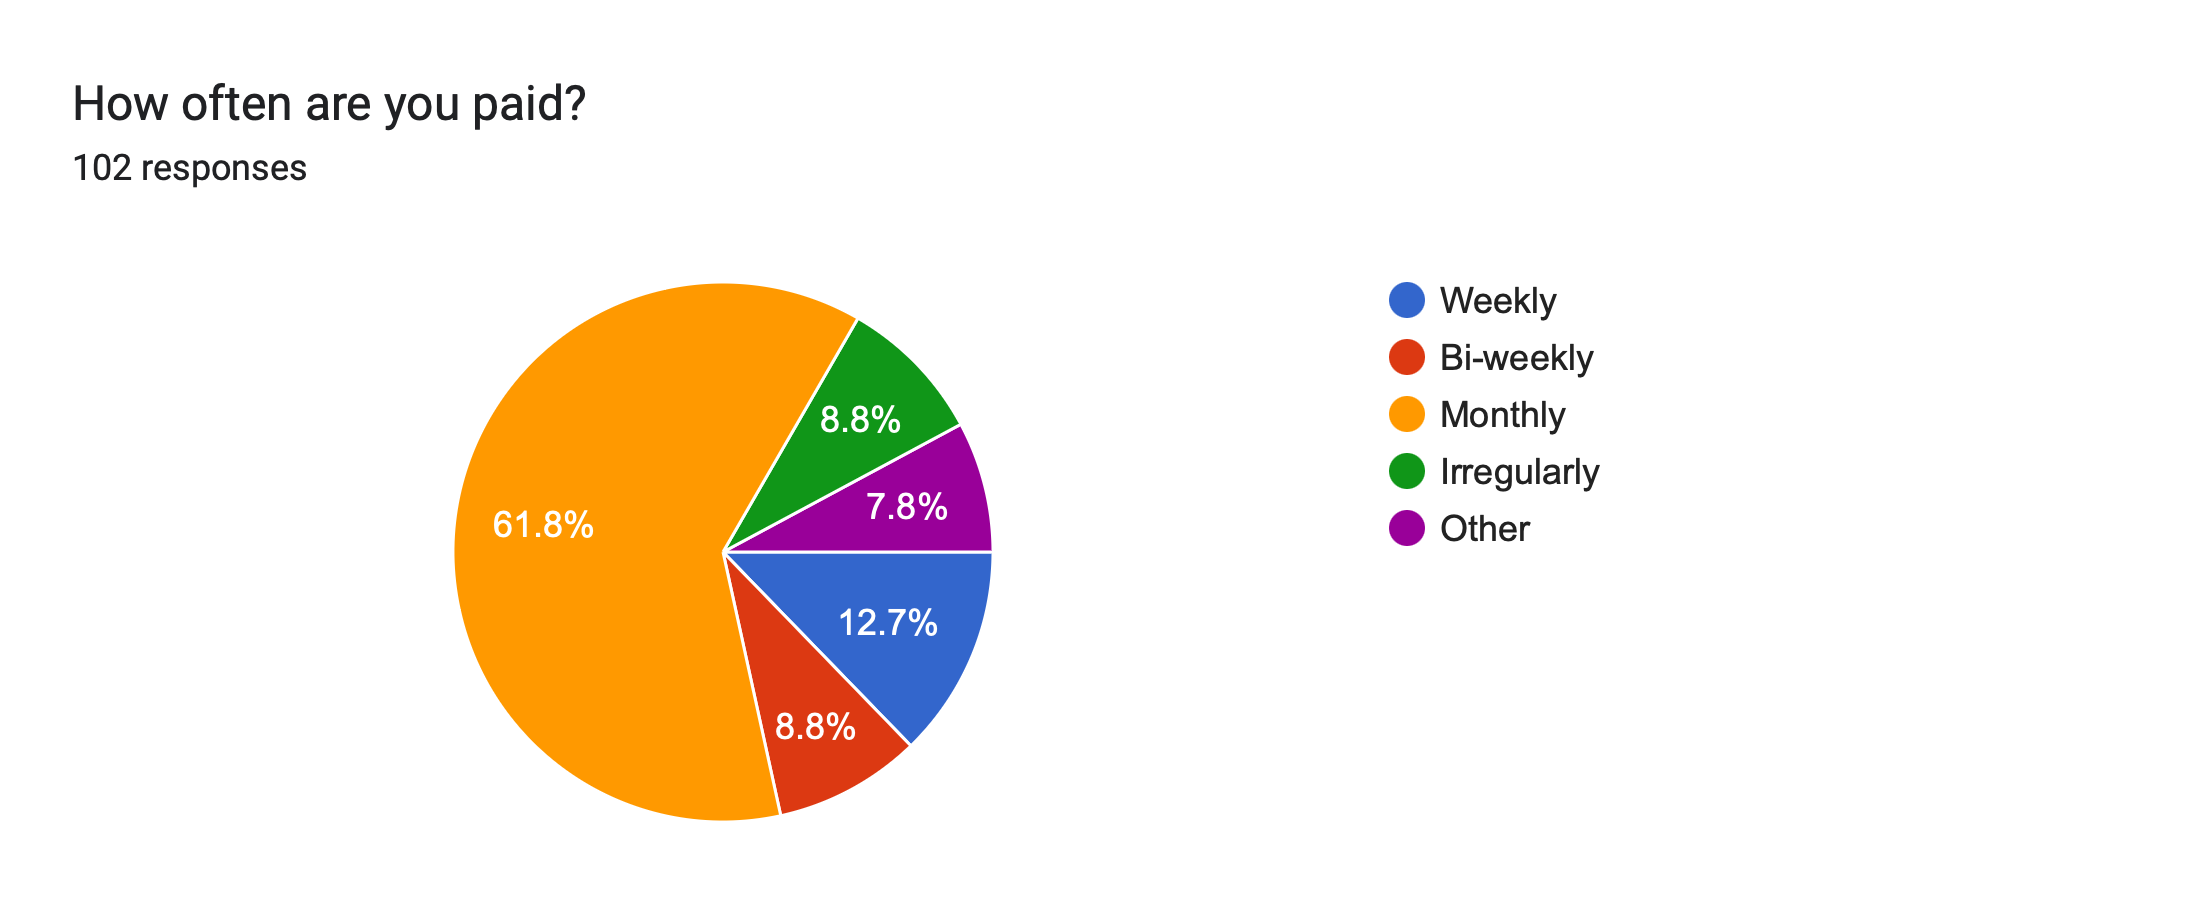 How often are you paid?
102 responses
8.8%
7.8%
61.8%
12.7%
8.8%
Weekly
Bi-weekly
Monthly
Irregularly
Other